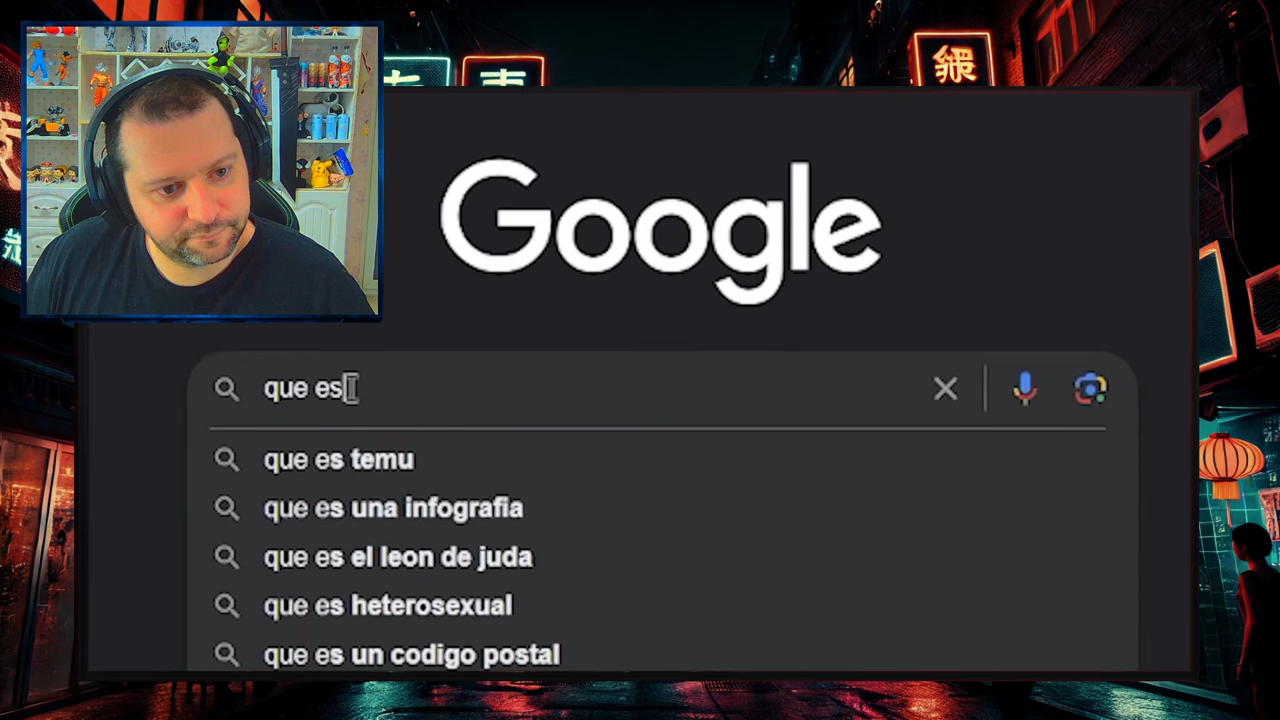 東
Google
que es
que es temu
que es una infografia
que es el leon de juda
que es heterosexual
que es un codigo postal